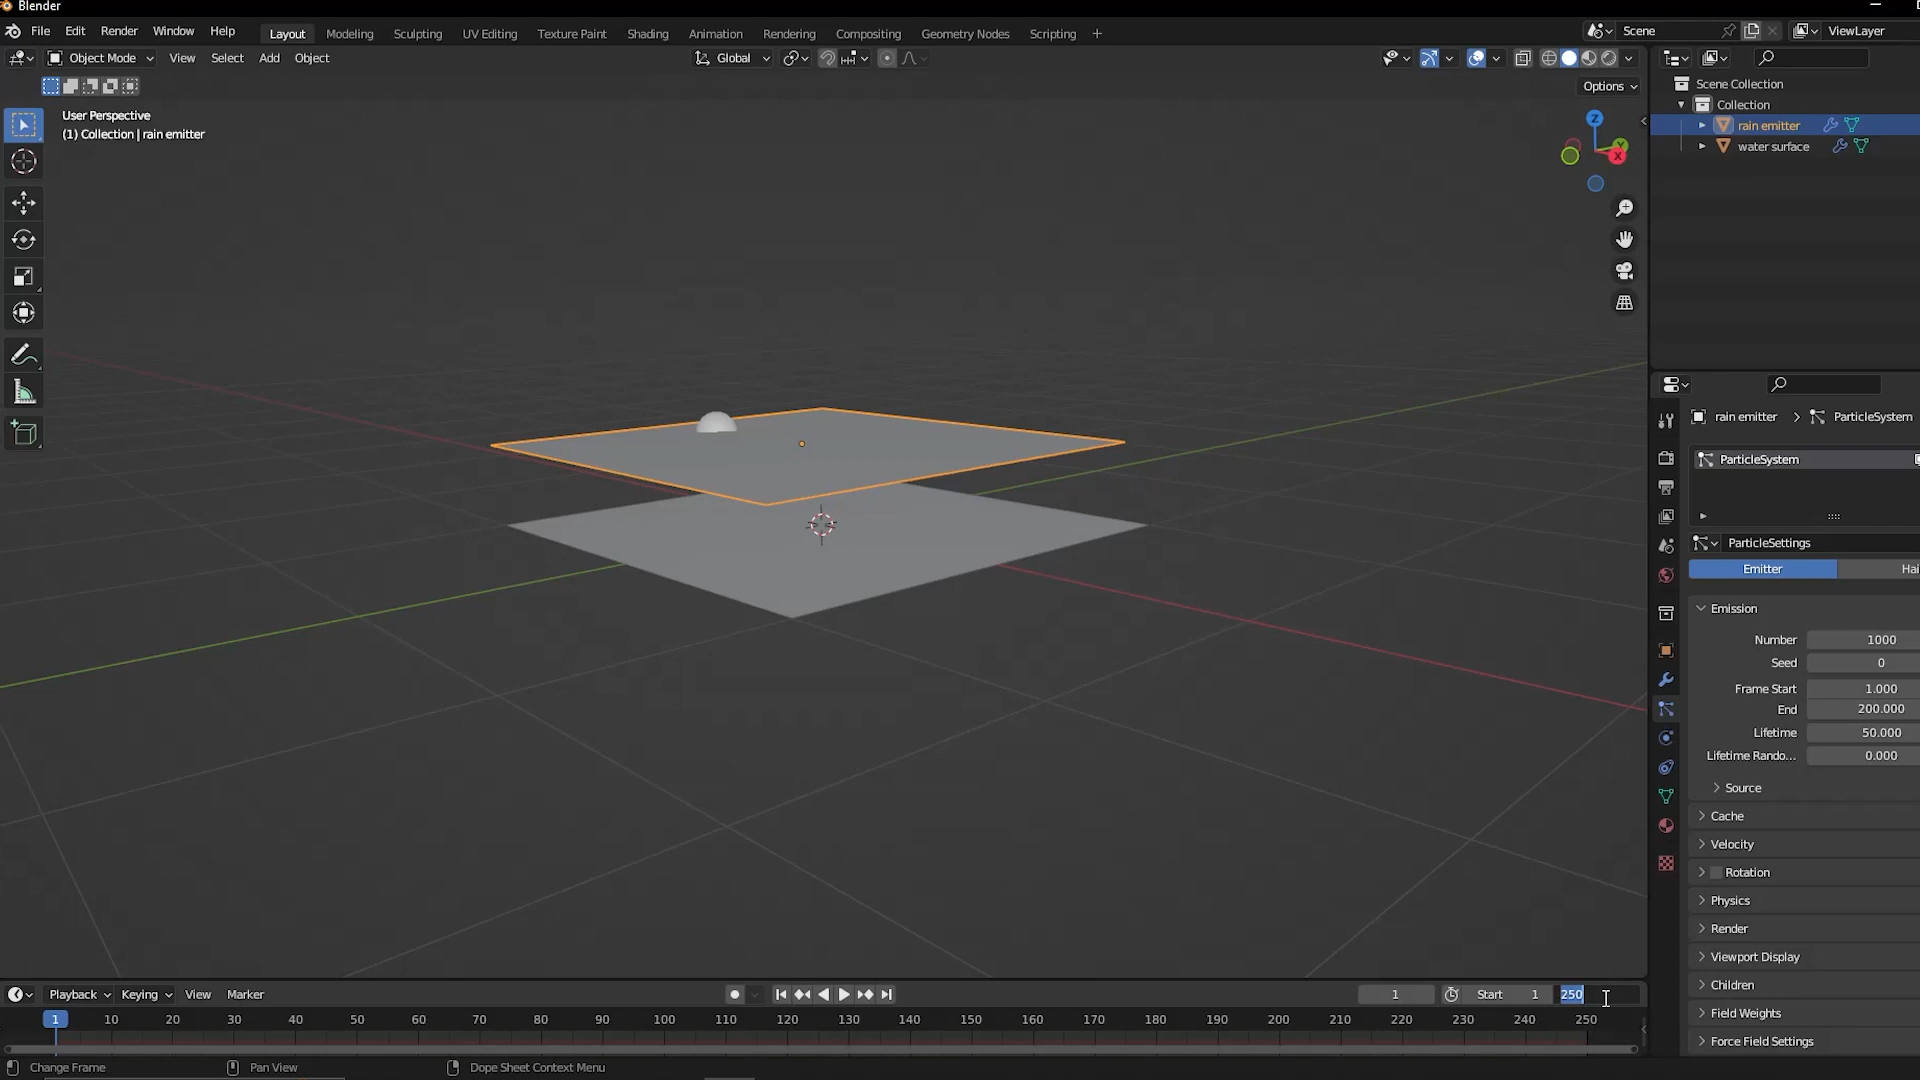 Blender
File Edit Render Window Help Layout Modeling Sculpting UV Editing Texture Paint Shading Animation Rendering Compositing Geometry Nodes Scripting + Scene ViewLayer
Object Mode View Select Add Object Global
Options
User Perspective
(1) Collection | rain emitter
Z
Y
X
Scene Collection
Collection
rain emitter
water surface
rain emitter > ParticleSystem
ParticleSystem
ParticleSettings
Emitter Hai
Emission
Number 1000
Seed 0
Frame Start 1.000
End 200.000
Lifetime 50.000
Lifetime Rando... 0.000
Source
Cache
Velocity
Rotation
Physics
Render
Viewport Display
Children
Field Weights
Force Field Settings
Playback Keying View Marker 1 Start 1 250
1 10 20 30 40 50 60 70 80 90 100 110 120 130 140 150 160 170 180 190 200 210 220 230 240 250
Change Frame Pan View Dope Sheet Context Menu